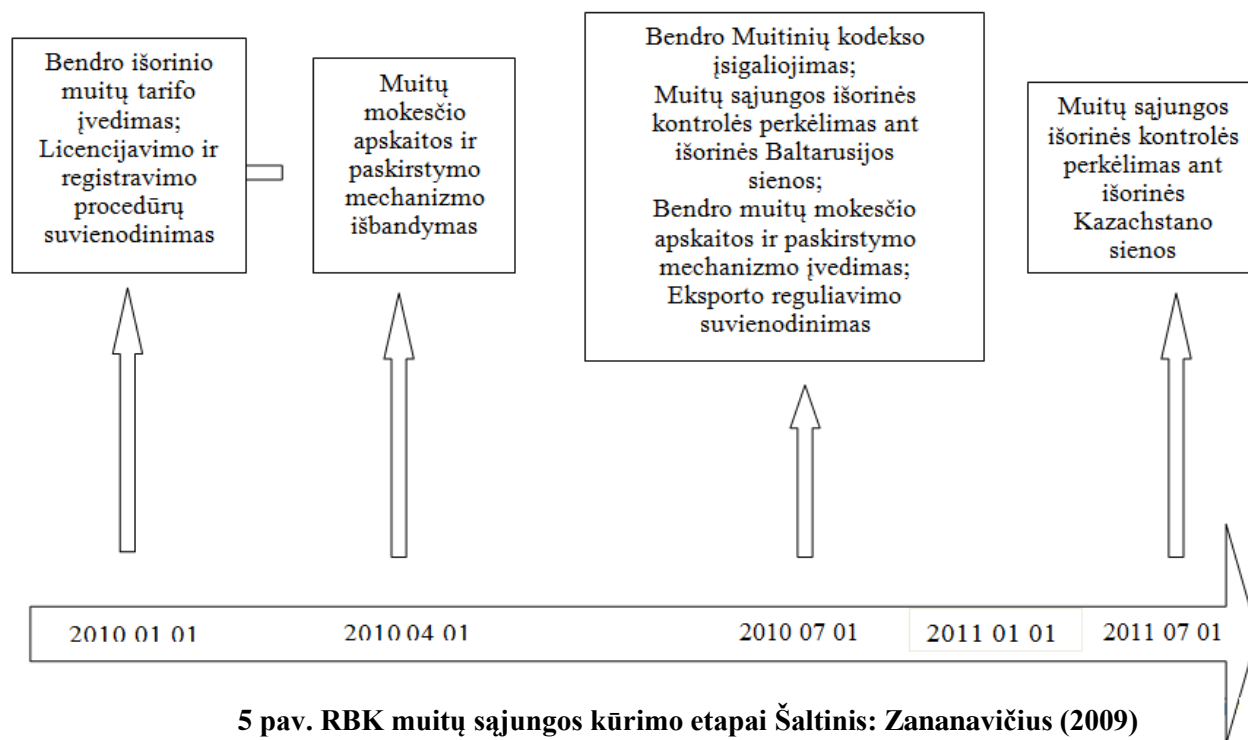 Bendro išorinio
muitų tarifo
įvedimas;
Licencijavimo ir
registravimo
procedūrų
suvienodinimas
Muitų
mokesčio
apskaitos ir
paskirstymo
mechanizmo
išbandymas
Bendro Muitinių kodekso
įsigaliojimas;
Muitų sąjungos išorinės
kontrolės perkėlimas ant
išorinės Baltarusijos
sienos;
Bendro muitų mokesčio
apskaitos ir paskirstymo
mechanizmo įvedimas;
Eksporto reguliavimo
suvienodinimas
Muitų sąjungos
išorinės kontrolės
perkėlimas ant
išorinės
Kazachstano
sienos
2010 01 01
2010 04 01
2010 07 01
2011 01 01
2011 07 01
5 pav. RBK muitų sąjungos kūrimo etapai Šaltinis: Zananavičius (2009)